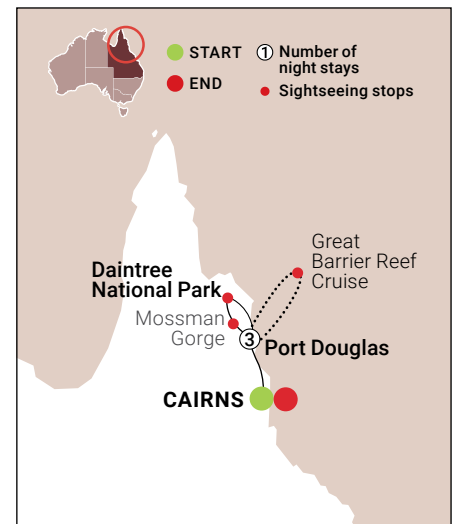 START
END
1 Number of
night stays
Sightseeing stops
Great
Barrier Reef
Cruise
Daintree
National Park
Mossman
Gorge
3
Port Douglas
CAIRNS